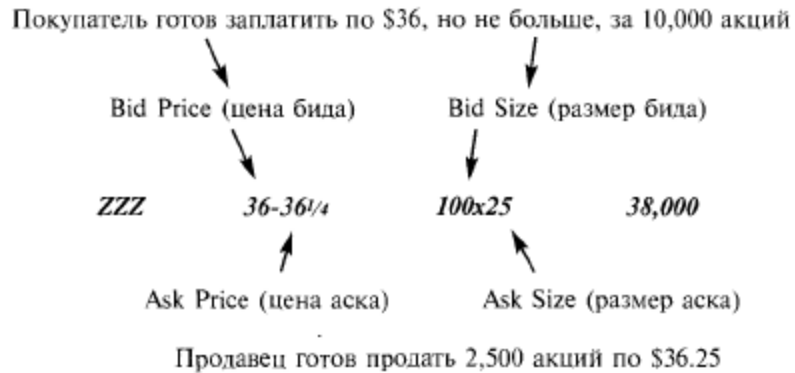 Покупатель готов заплатить по $36, но не больше, за 10,000 акций
Bid Price (цена бида) Bid Size (размер бида)
ZZZ 36-36¹/₄ 100x25 38,000
Ask Price (цена аска) Ask Size (размер аска)
Продавец готов продать 2,500 акций по $36.25